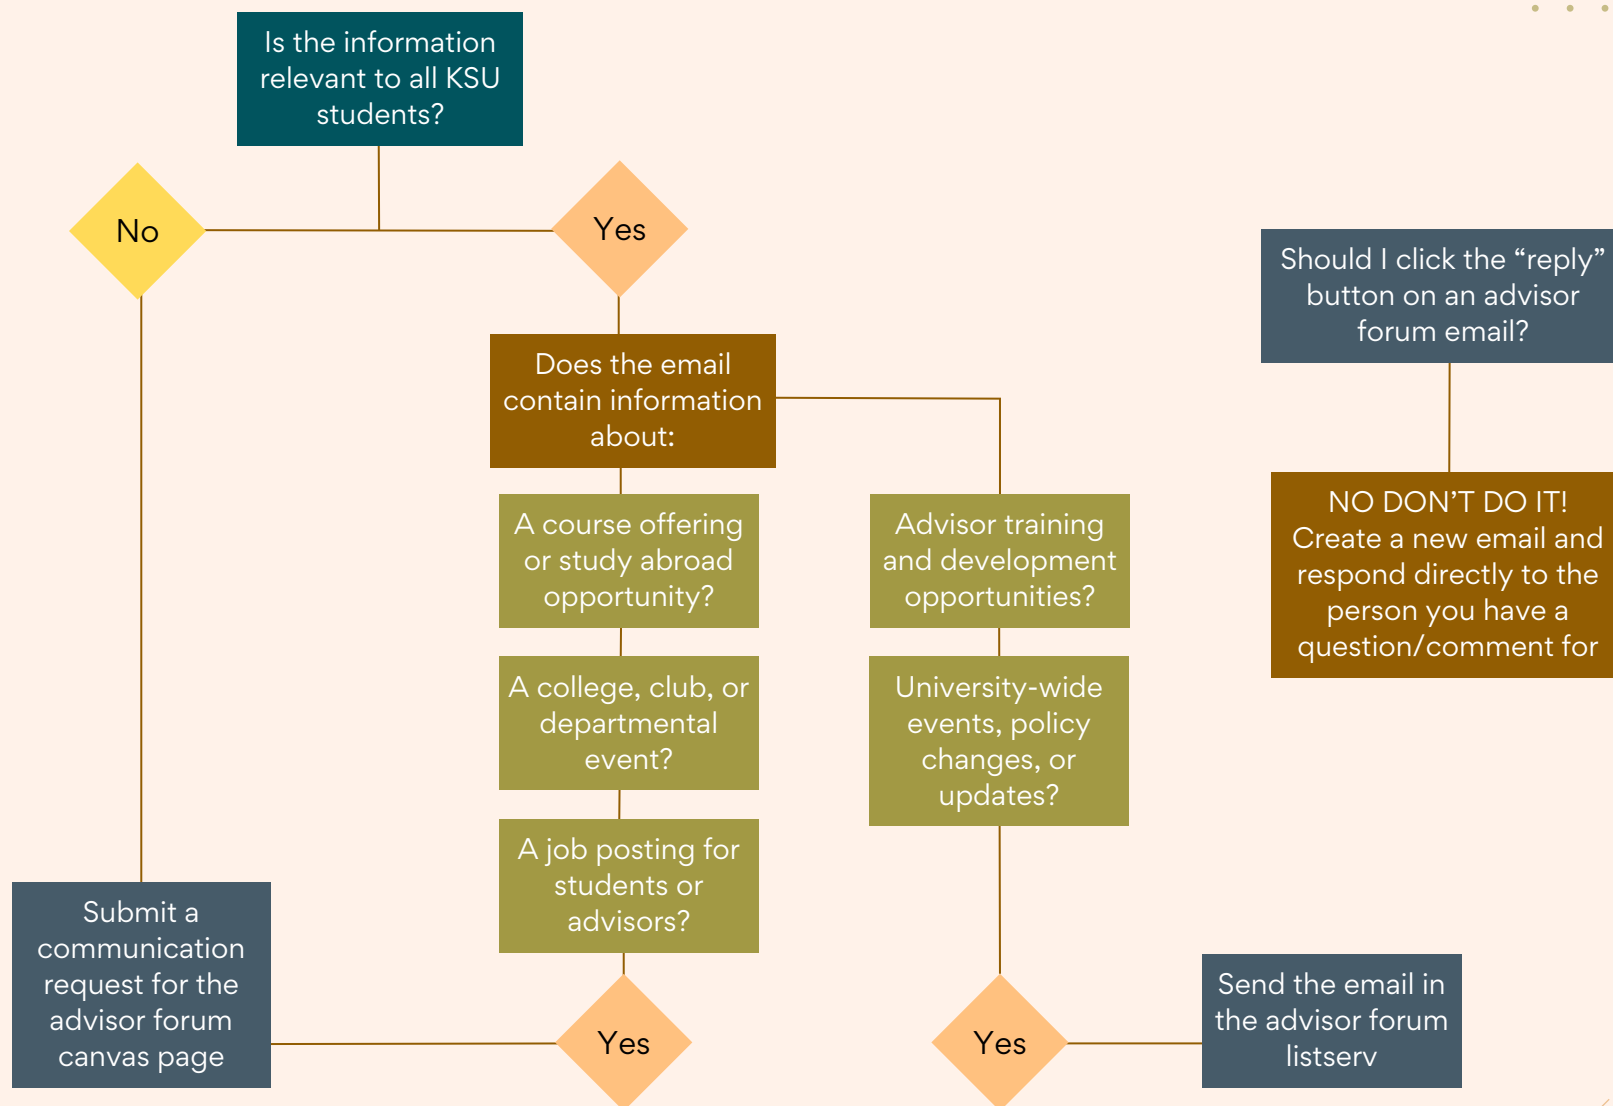 Is the information
relevant to all KSU
students?
No
Yes
Does the email
contain information
about:
A course offering
or study abroad
opportunity?
A college, club, or
departmental
event?
A job posting for
students or
advisors?
Yes
Submit a
communication
request for the
advisor forum
canvas page
Advisor training
and development
opportunities?
University-wide
events, policy
changes, or
updates?
Yes
Send the email in
the advisor forum
listserv
Should I click the “reply”
button on an advisor
forum email?
NO DON’T DO IT!
Create a new email and
respond directly to the
person you have a
question/comment for